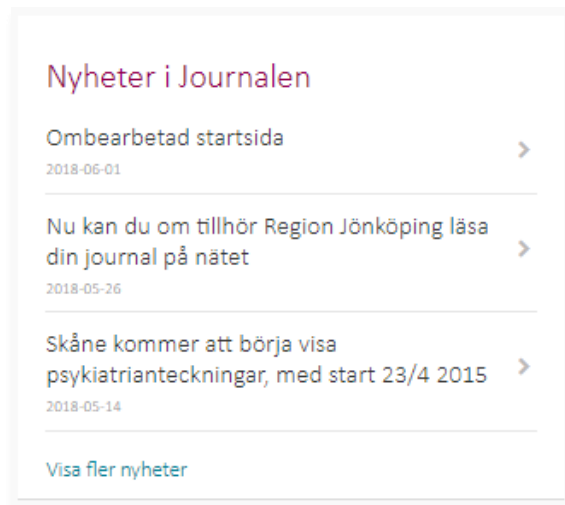 Nyheter i Journalen
Ombearbetad startsida
2018-06-01
Nu kan du om tillhör Region Jönköping läsa
din journal på nätet
2018-05-26
Skåne kommer att börja visa
psykiatrianteckningar, med start 23/4 2015
2018-05-14
Visa fler nyheter